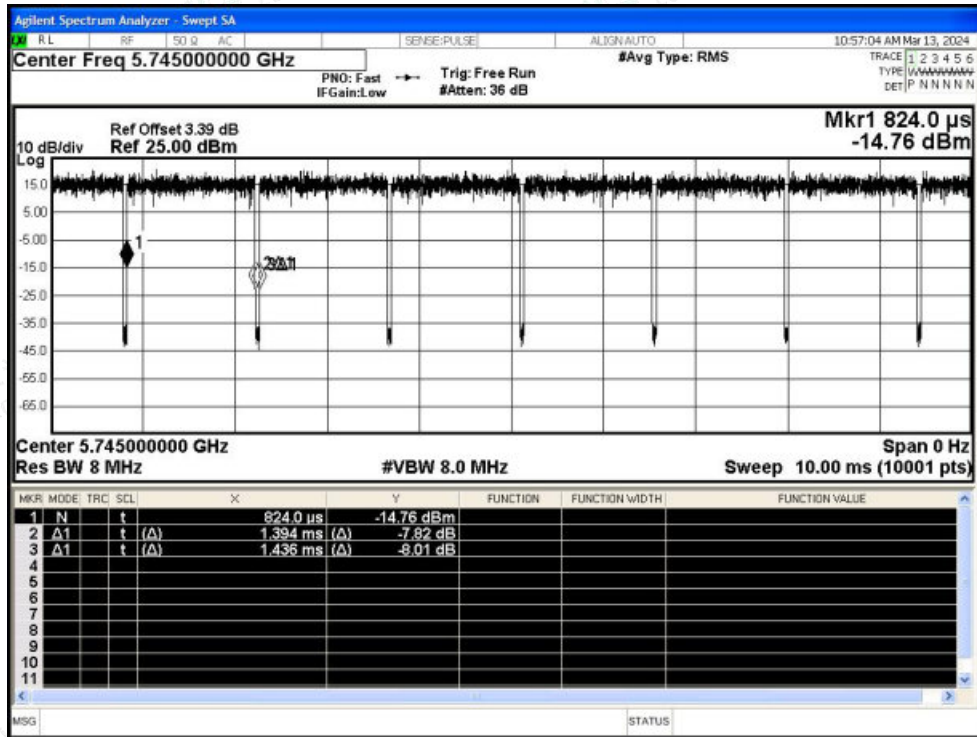 Agilent Spectrum Analyzer - Swept SA
RL RF 50 Ω AC SENSE:PULSE ALIGN AUTO 10:57:04 AM Mar 13, 2024
Center Freq 5.745000000 GHz #Avg Type: RMS TRACE 1 2 3 4 5 6
PNO: Fast Trig: Free Run TYPE
IFGain:Low #Atten: 36 dB DET P N N N N N
Mkr1 824.0 µs
Ref Offset 3.39 dB
10 dB/div Ref 25.00 dBm -14.76 dBm
Log
15.0
5.00
-5.00
1
-15.0
-25.0
-35.0
-45.0
-55.0
-65.0
Center 5.745000000 GHz Span 0 Hz
Res BW 8 MHz #VBW 8.0 MHz Sweep 10.00 ms (10001 pts)
MKR MODE TRC SCL X Y FUNCTION FUNCTION WIDTH FUNCTION VALUE
1 N t 824.0 µs -14.76 dBm
2 Δ1 t (Δ) 1.394 ms (Δ) -7.82 dB
3 Δ1 t (Δ) 1.436 ms (Δ) -8.01 dB
4
5
6
7
8
9
10
11
MSG STATUS